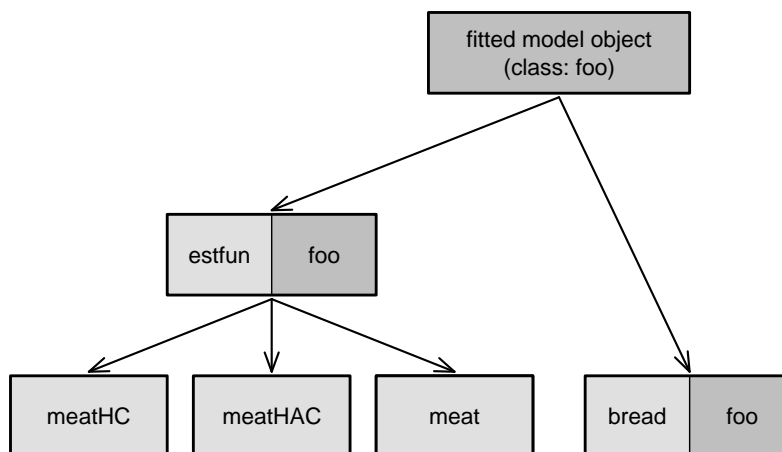 fitted model object
(class: foo)
estfun foo
meatHC meatHAC meat bread foo